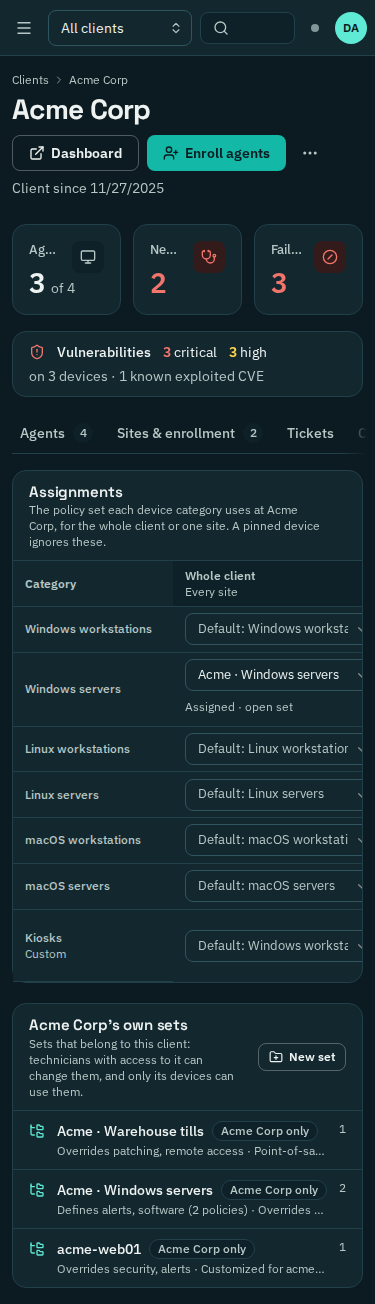 All clients
DA
Clients > Acme Corp
Acme Corp
Dashboard
Enroll agents
Client since 11/27/2025
Ag...
3 of 4
Ne...
2
Fail...
3
Vulnerabilities 3 critical 3 high
on 3 devices · 1 known exploited CVE
Agents 4
Sites & enrollment 2
Tickets
Assignments
The policy set each device category uses at Acme
Corp, for the whole client or one site. A pinned device
ignores these.
Category
Whole client
Every site
Windows workstations
Default: Windows worksta
Windows servers
Acme · Windows servers
Assigned · open set
Linux workstations
Default: Linux workstation
Linux servers
Default: Linux servers
macOS workstations
Default: macOS workstati
macOS servers
Default: macOS servers
Kiosks
Custom
Default: Windows worksta
Acme Corp’s own sets
Sets that belong to this client:
technicians with access to it can
change them, and only its devices can
use them.
New set
Acme · Warehouse tills Acme Corp only 1
Overrides patching, remote access · Point-of-sa...
Acme · Windows servers Acme Corp only 2
Defines alerts, software (2 policies) · Overrides ...
acme-web01 Acme Corp only 1
Overrides security, alerts · Customized for acme...